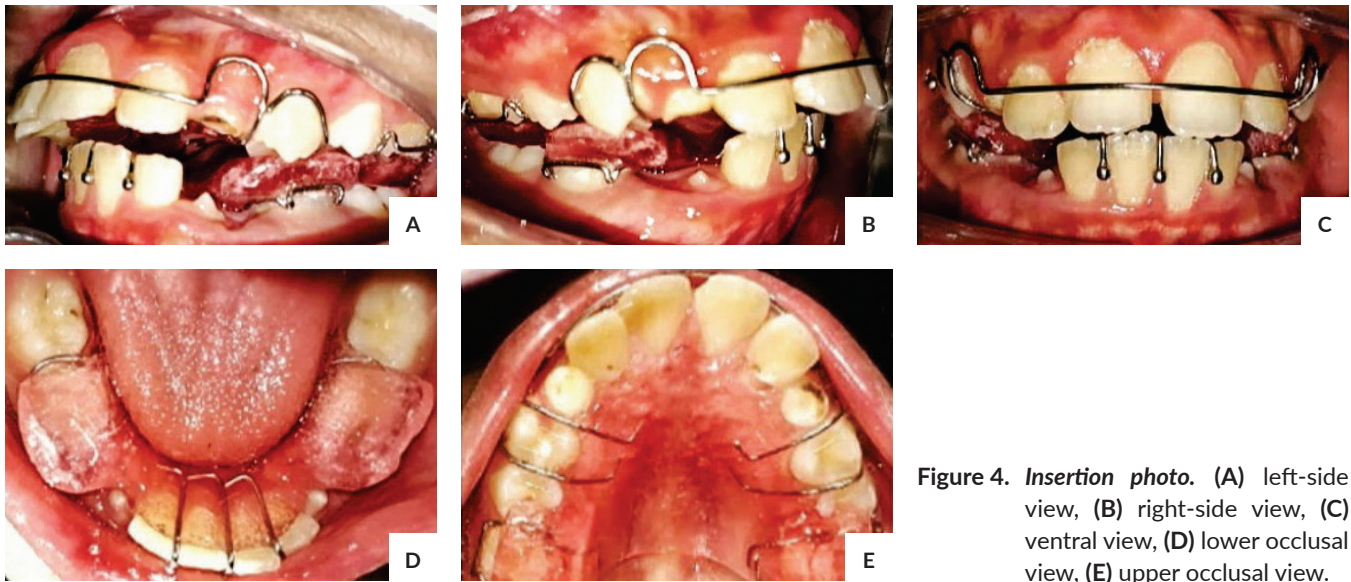 A
B
C
D
E
Figure 4. Insertion photo. (A) left-side
view, (B) right-side view, (C)
ventral view, (D) lower occlusal
view, (E) upper occlusal view.